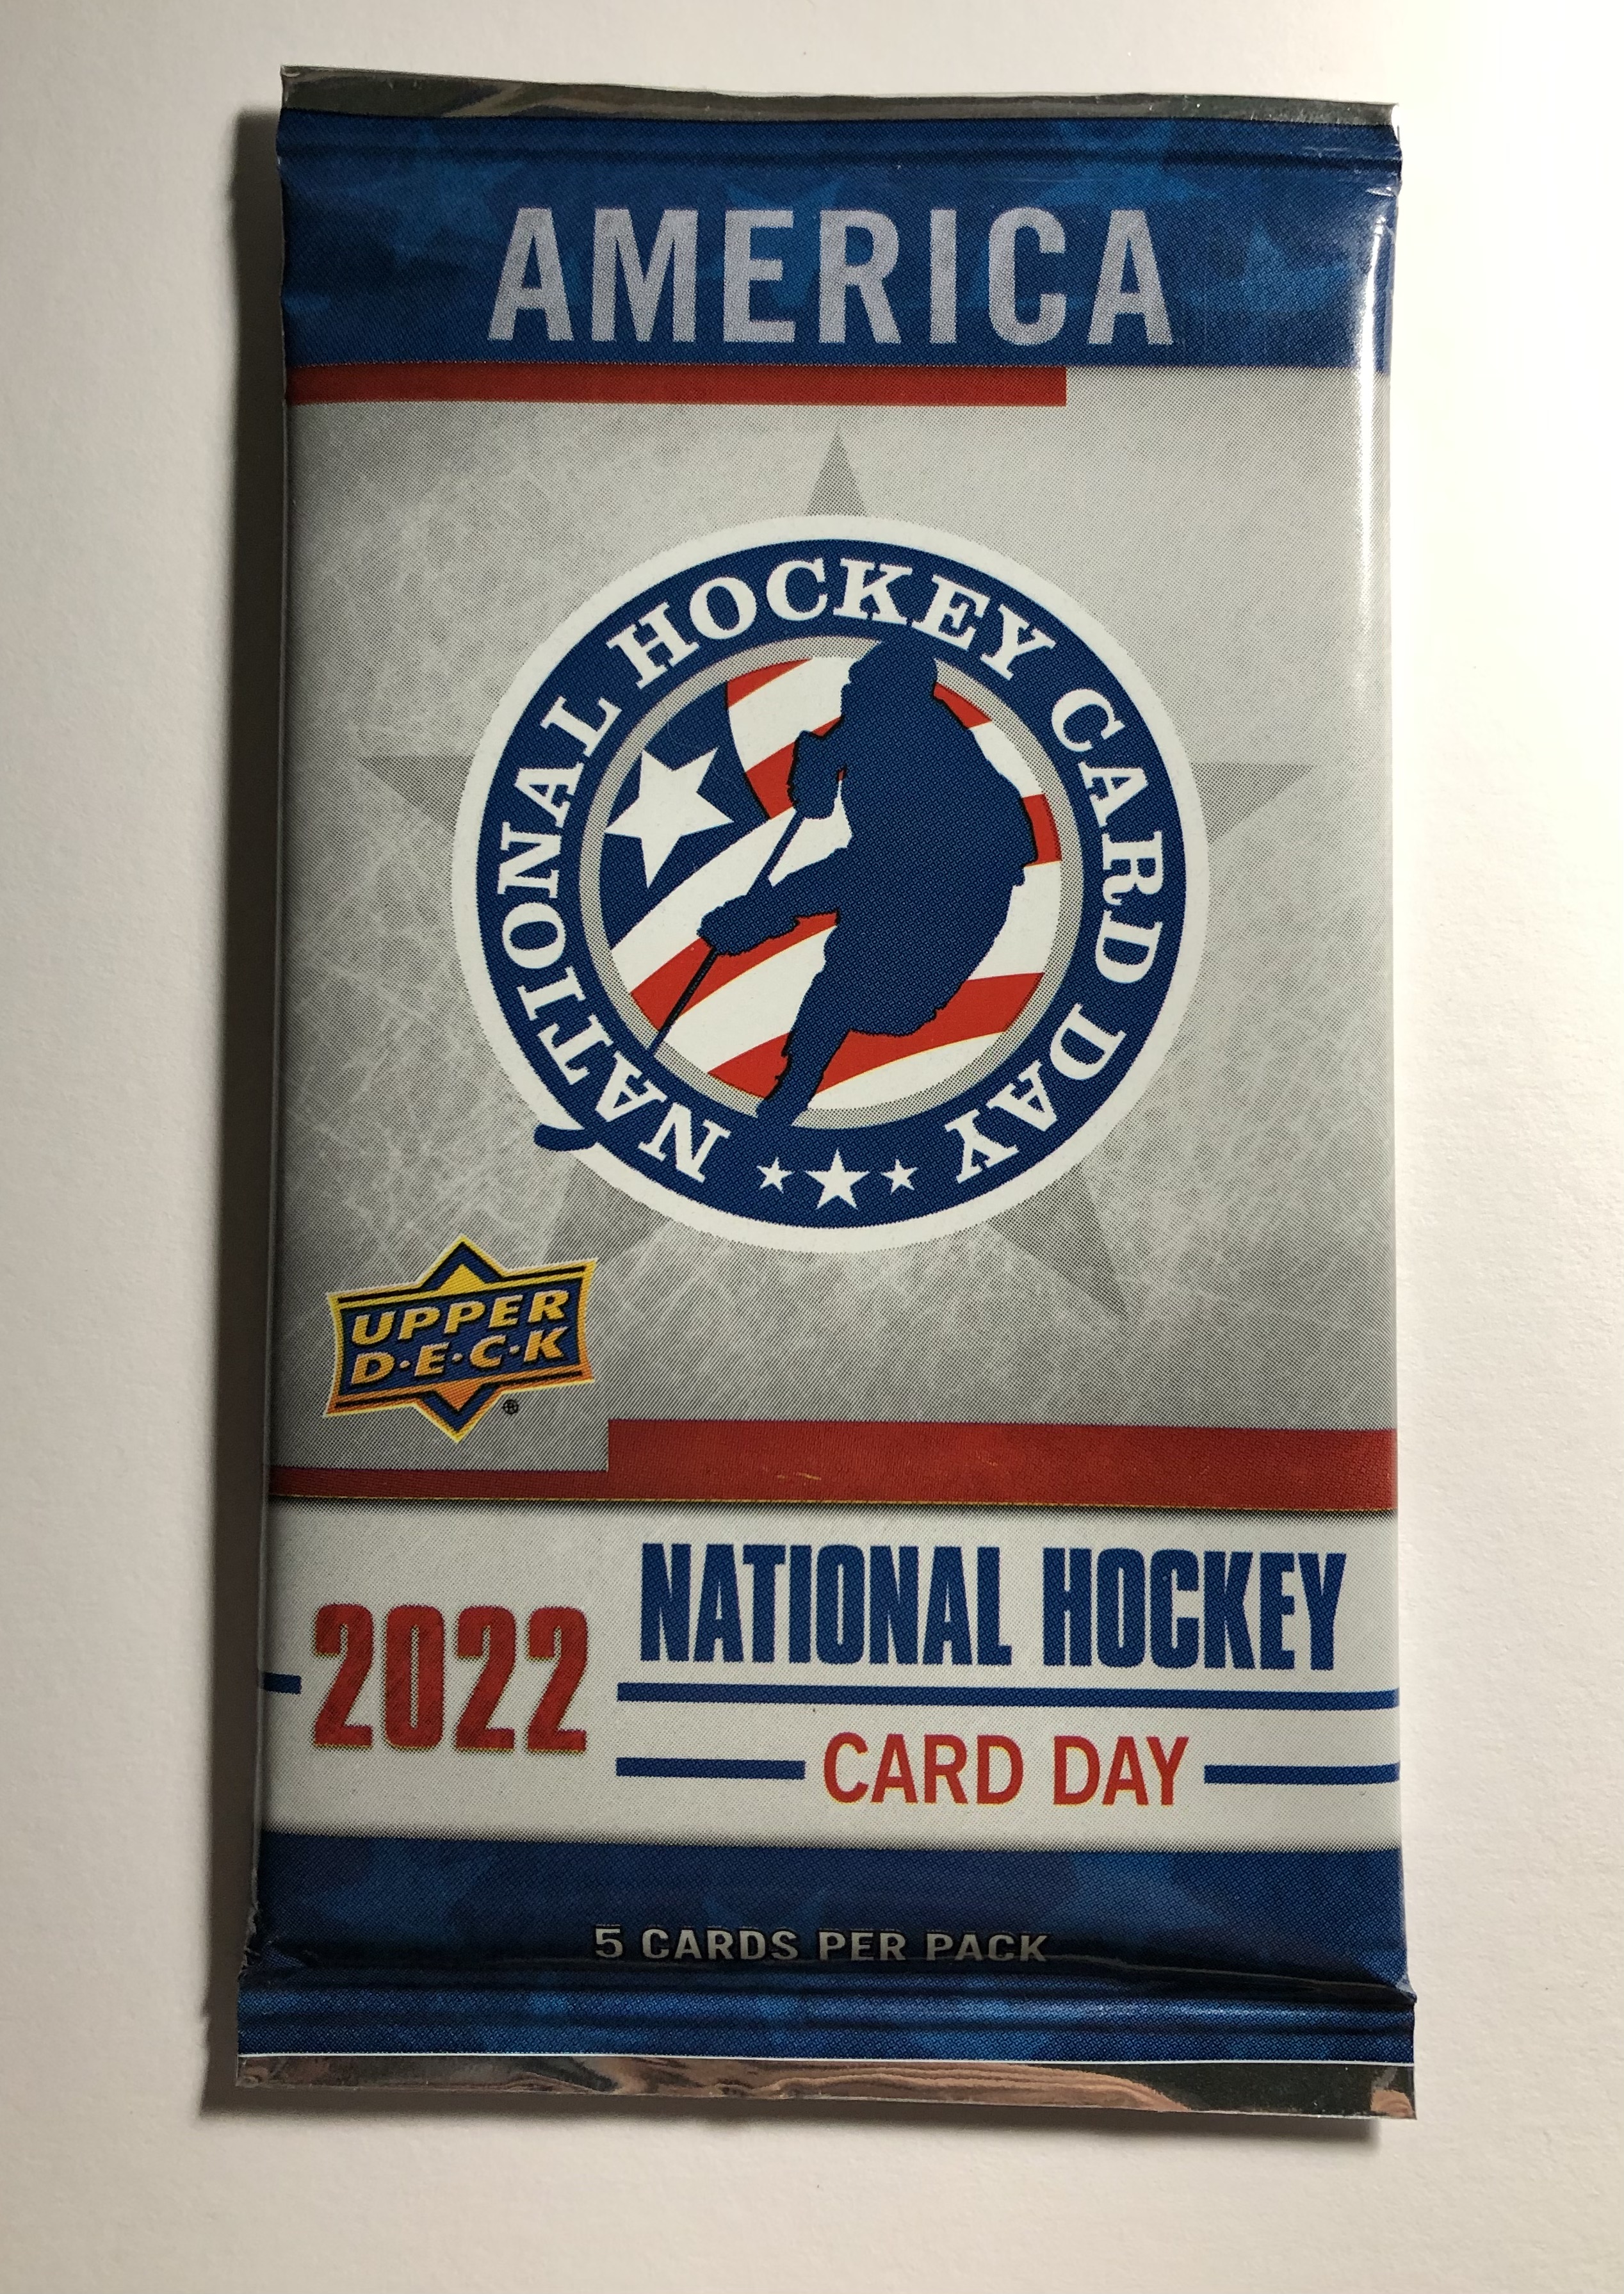 AMERICA
NATIONAL HOCKEY CARD DAY
UPPER
D·E·C·K
®
2022
NATIONAL HOCKEY
CARD DAY
5 CARDS PER PACK